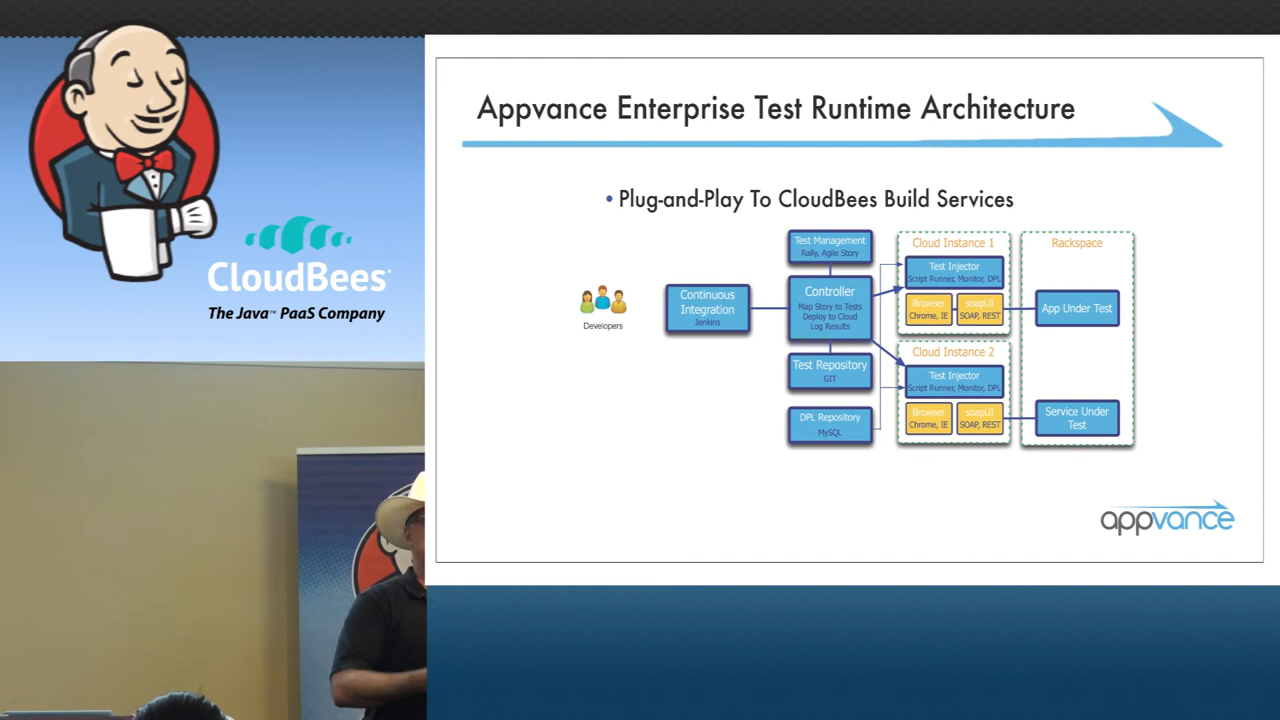 CloudBees
The Java™ PaaS Company
Appvance Enterprise Test Runtime Architecture
• Plug-and-Play To CloudBees Build Services
Developers
Continuous
Integration
Jenkins
Test Management
Rally, Agile Story
Controller
Map Story to Tests
Deploy to Cloud
Log Results
Test Repository
GIT
DPL Repository
MySQL
Cloud Instance 1
Test Injector
Script Runner, Monitor, DPL
Browser
Chrome, IE
soapUI
SOAP, REST
Cloud Instance 2
Test Injector
Script Runner, Monitor, DPL
Browser
Chrome, IE
soapUI
SOAP, REST
Rackspace
App Under Test
Service Under
Test
appvance